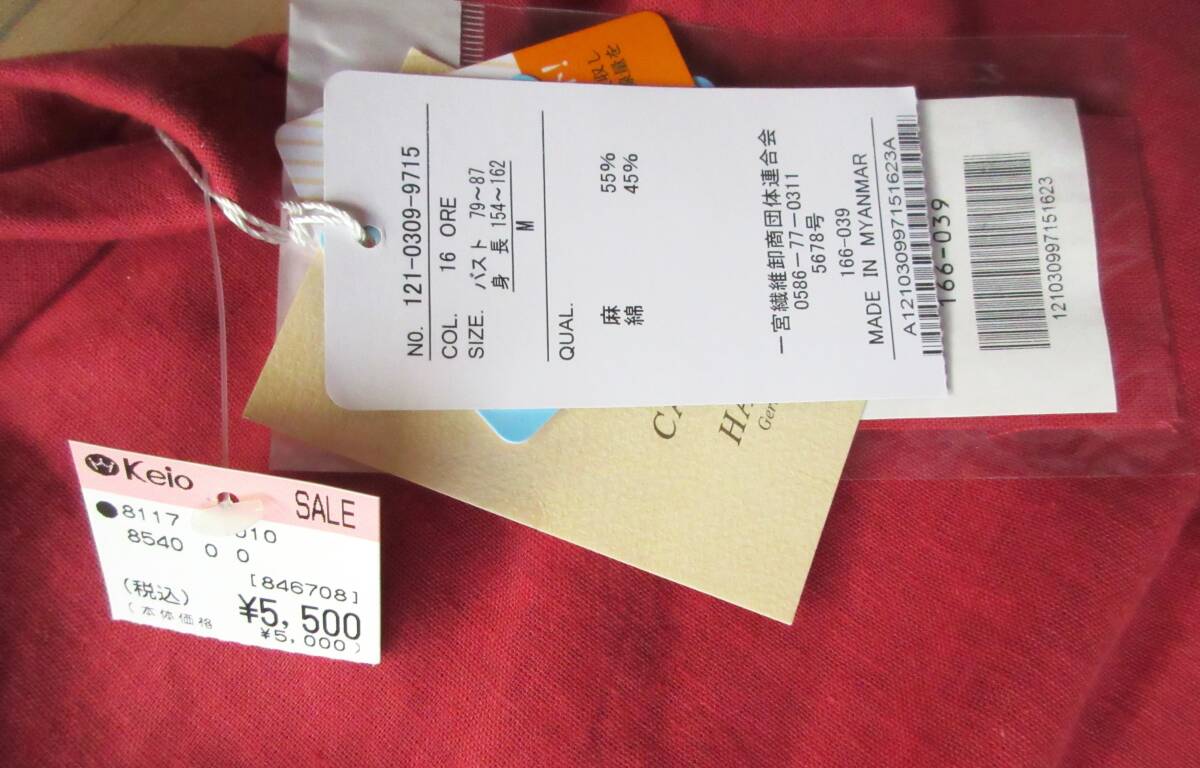 NO. 121-0309-9715
COL. 16 ORE
SIZE. バスト 79〜87
身 長 154〜162
M
QUAL.
麻 55%
綿 45%
一宮繊維卸商団体連合会
0586-77-0311
5678号
166-039
MADE IN MYANMAR
A1210309997151623A
166-039
1210309997151623
Keio
SALE
8117
8540 0 0
[846708]
(税込) ¥5,500
(本体価格 ¥5,000)